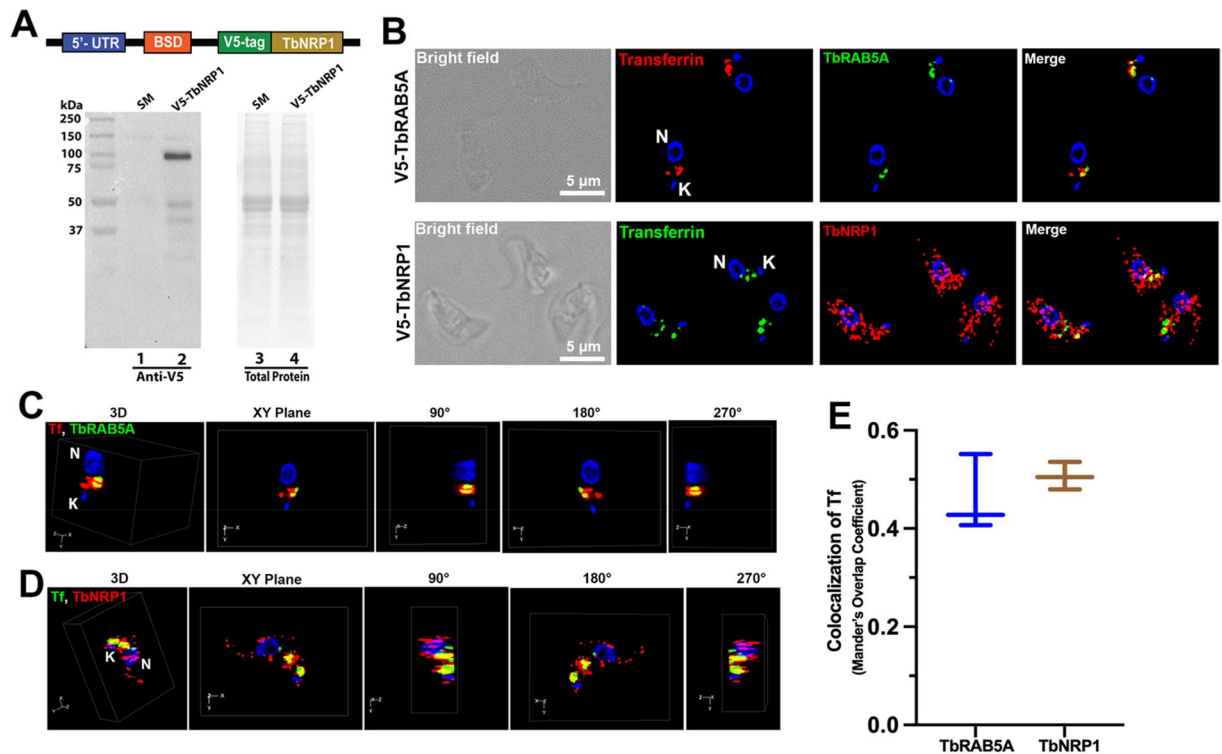 A
5'- UTR BSD V5-tag TbNRP1
kDa SM V5-TbNRP1 SM V5-TbNRP1
250
150
100
75
50
37
1 2 3 4
Anti-V5 Total Protein
B
V5-TbRAB5A
Bright field Transferrin TbRAB5A Merge
N
K
5 µm
V5-TbNRP1
Bright field Transferrin TbNRP1 Merge
N K
5 µm
C
3D XY Plane 90° 180° 270°
Tf, TbRAB5A
N
K
D
3D XY Plane 90° 180° 270°
Tf, TbNRP1
K N
E
Colocalization of Tf
(Mander's Overlap Coefficient)
0.6
0.4
0.2
0.0
TbRAB5A TbNRP1